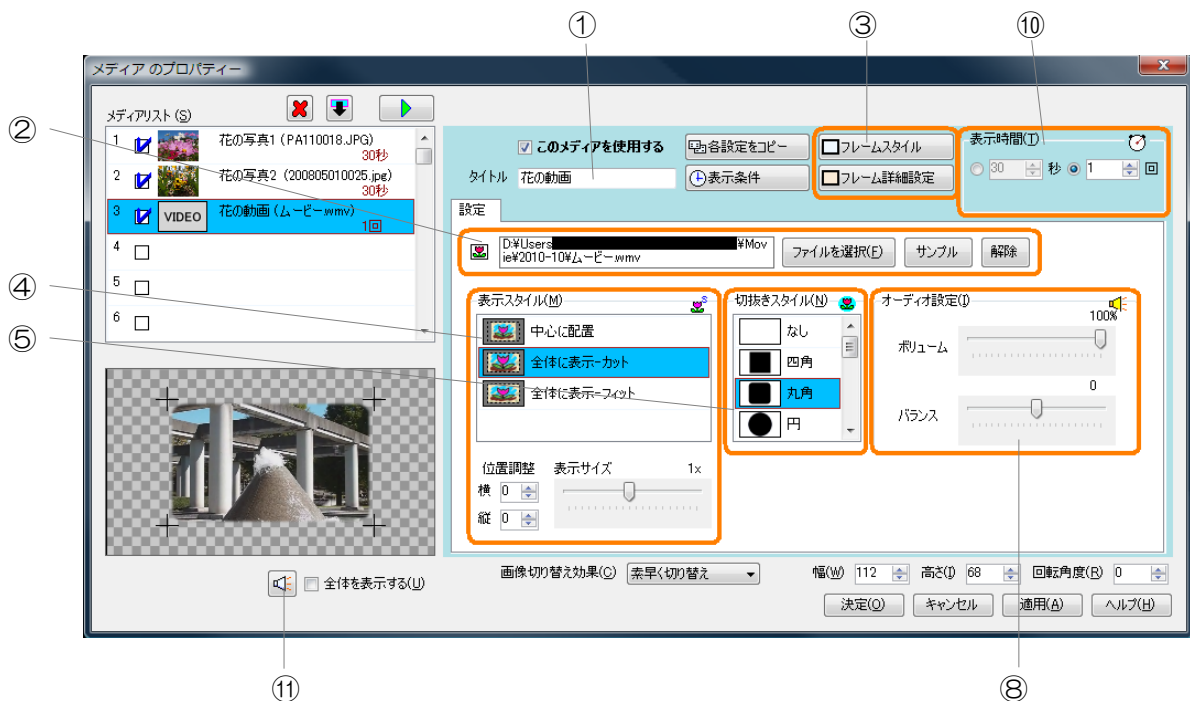 ① ③ ⑩
メディア のプロパティー
②
メディアリスト(S)
1 花の写真1 (PA110018.JPG)
30秒
2 花の写真2 (200805010025.jpg)
30秒
3 VIDEO 花の動画 (ムービー.wmv)
1回
4
5
6
このメディアを使用する
各設定をコピー
フレームスタイル
表示時間(T)
タイトル 花の動画
表示条件
フレーム詳細設定
30 秒 1 回
設定
D:¥Users ¥Mov
ie¥2010-10¥ムービー.wmv
ファイルを選択(F) サンプル 解除
④
⑤
表示スタイル(M)
中心に配置
全体に表示-カット
全体に表示-フィット
位置調整 表示サイズ 1x
横 0
縦 0
切抜きスタイル(N)
なし
四角
丸角
円
オーディオ設定(I)
100%
ボリューム
0
バランス
全体を表示する(U)
画像切り替え効果(C) 素早く切り替え 幅(W) 112 高さ(I) 68 回転角度(R) 0
決定(O) キャンセル 適用(A) ヘルプ(H)
⑪ ⑧